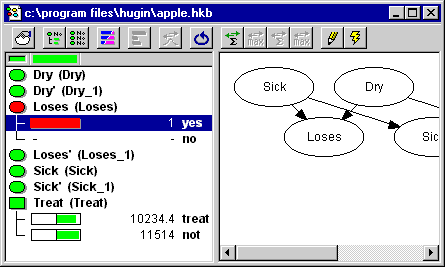 c:\program files\hugin\apple.hkb
Dry (Dry)
Dry' (Dry_1)
Loses (Loses)
1 yes
- - no
Loses' (Loses_1)
Sick (Sick)
Sick' (Sick_1)
Treat (Treat)
10234.4 treat
11514 not
Sick Dry
Loses Sic